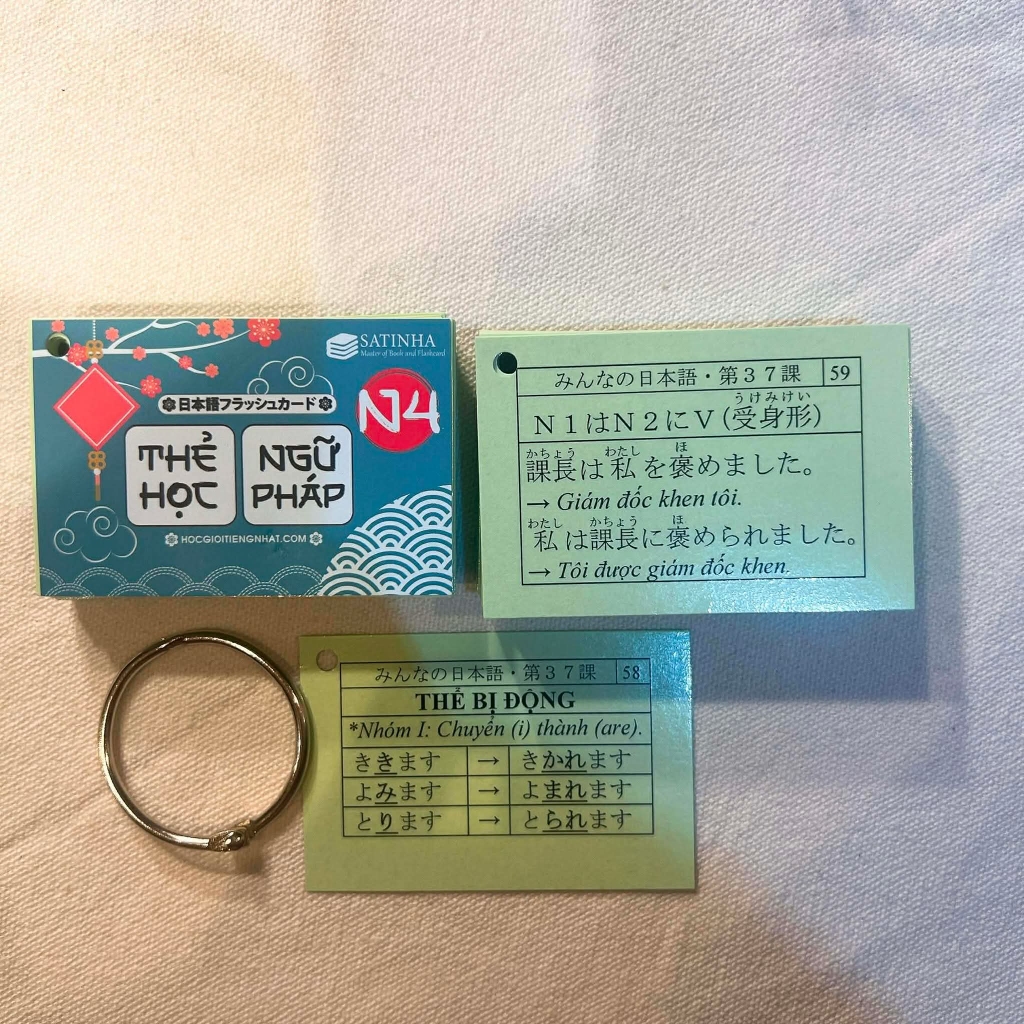 SATINHA
Master of Book and Flashcard
日本語フラッシュカード
N4
THẺ HỌC
NGỮ PHÁP
HOCGIOITIENGNHAT.COM
みんなの日本語・第３７課 59
うけみけい
Ｎ１はＮ２にＶ（受身形）
かちょう わたし ほ
課長は私を褒めました。
→ Giám đốc khen tôi.
わたし かちょう ほ
私は課長に褒められました。
→ Tôi được giám đốc khen.
みんなの日本語・第３７課 58
THẺ BỊ ĐỘNG
*Nhóm I: Chuyển (i) thành (are).
ききます → きかれます
よみます → よまれます
とります → とられます